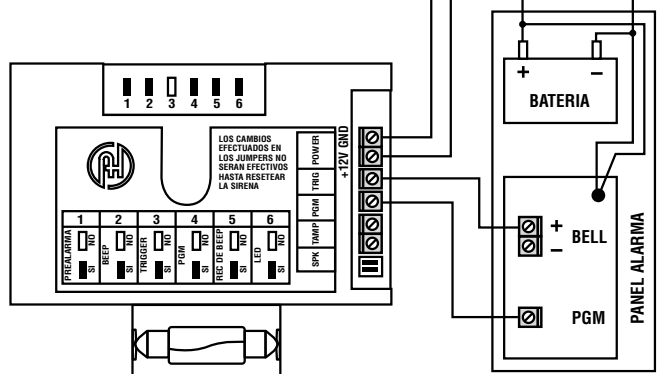 1 2 3 4 5 6
LOS CAMBIOS
EFECTUADOS EN
LOS JUMPERS NO
SERAN EFECTIVOS
HASTA RESETEAR
LA SIRENA
POWER
TRIG
PGM
TAMP
SPK
+12V GND
1 2 3 4 5 6
PREALARMA NO SI
BEEP NO SI
TRIGGER NO SI
PGM NO SI
REC DE BEEP NO SI
LED NO SI
+ −
BATERIA
+
BELL
−
PGM
PANEL ALARMA